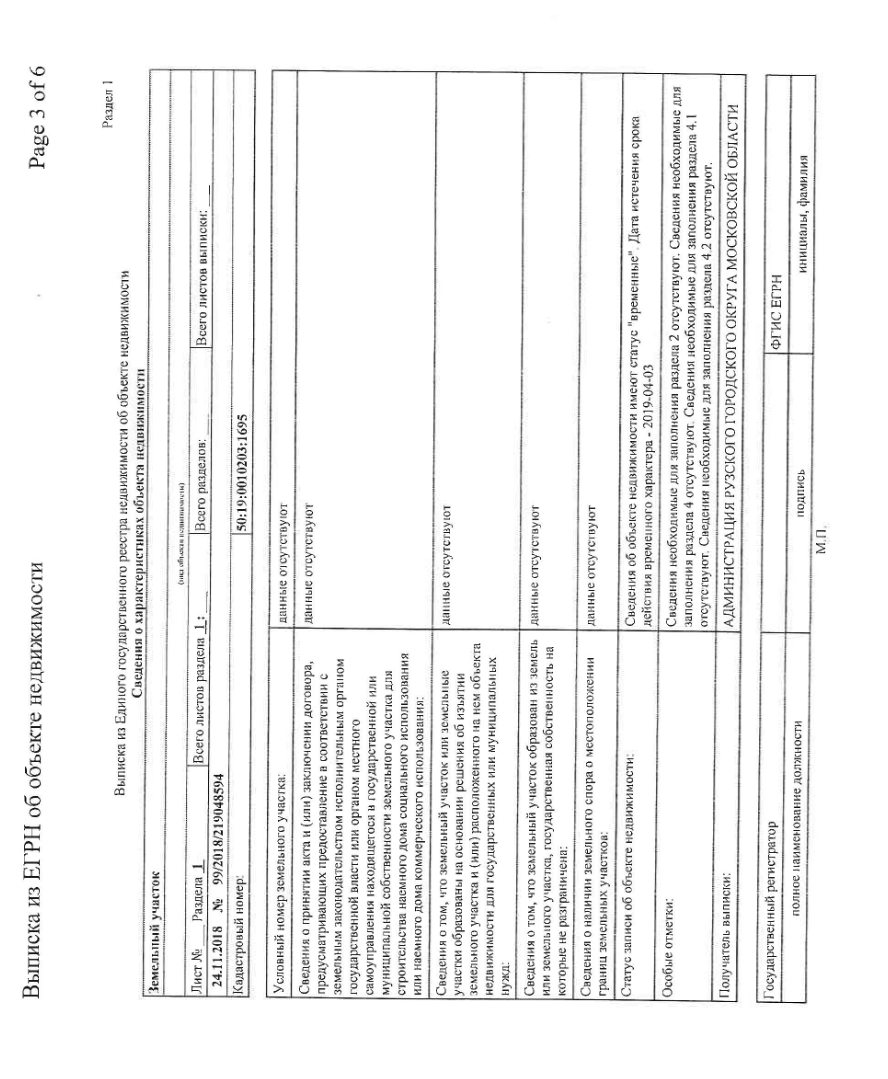 Выписка из ЕГРН об объекте недвижимости
Page 3 of 6
Раздел 1
Выписка из Единого государственного реестра недвижимости об объекте недвижимости
Сведения о характеристиках объекта недвижимости
Земельный участок
(вид объекта недвижимости)
Лист № Раздела 1 Всего листов раздела 1: Всего разделов: Всего листов выписки:
24.11.2018 № 99/2018/219048594
Кадастровый номер: 50:19:0010203:1695
Условный номер земельного участка: данные отсутствуют
Сведения о принятии акта и (или) заключении договора, данные отсутствуют
предусматривающих предоставление в соответствии с
земельным законодательством исполнительным органом
государственной власти или органом местного
самоуправления находящегося в государственной или
муниципальной собственности земельного участка для
строительства наемного дома социального использования
или наемного дома коммерческого использования:
Сведения о том, что земельный участок или земельные данные отсутствуют
участки образованы на основании решения об изъятии
земельного участка и (или) расположенного на нем объекта
недвижимости для государственных или муниципальных
нужд:
Сведения о том, что земельный участок образован из земель данные отсутствуют
или земельного участка, государственная собственность на
которые не разграничена:
Сведения о наличии земельного спора о местоположении данные отсутствуют
границ земельных участков:
Статус записи об объекте недвижимости: Сведения об объекте недвижимости имеют статус "временные". Дата истечения срока
действия временного характера - 2019-04-03
Особые отметки: Сведения необходимые для заполнения раздела 2 отсутствуют. Сведения необходимые для
заполнения раздела 4 отсутствуют. Сведения необходимые для заполнения раздела 4.1
отсутствуют. Сведения необходимые для заполнения раздела 4.2 отсутствуют.
Получатель выписки: АДМИНИСТРАЦИЯ РУЗСКОГО ГОРОДСКОГО ОКРУГА МОСКОВСКОЙ ОБЛАСТИ
Государственный регистратор ФГИС ЕГРН
полное наименование должности подпись инициалы, фамилия
М.П.